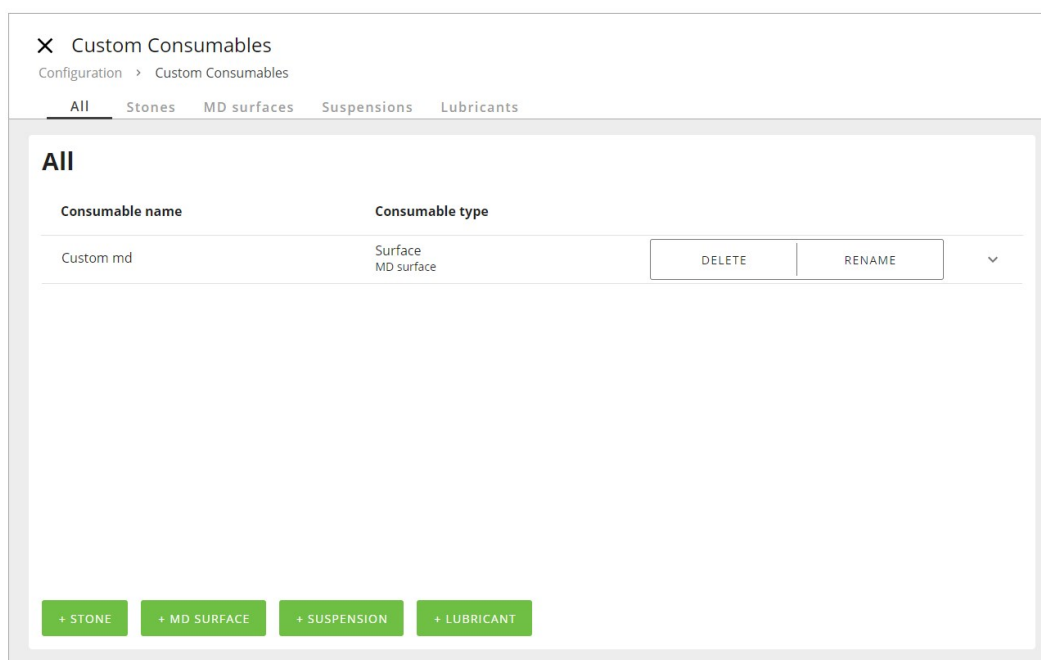 Custom Consumables
Configuration > Custom Consumables
All Stones MD surfaces Suspensions Lubricants
All
Consumable name Consumable type
Custom md Surface DELETE RENAME
MD surface
+ STONE + MD SURFACE + SUSPENSION + LUBRICANT